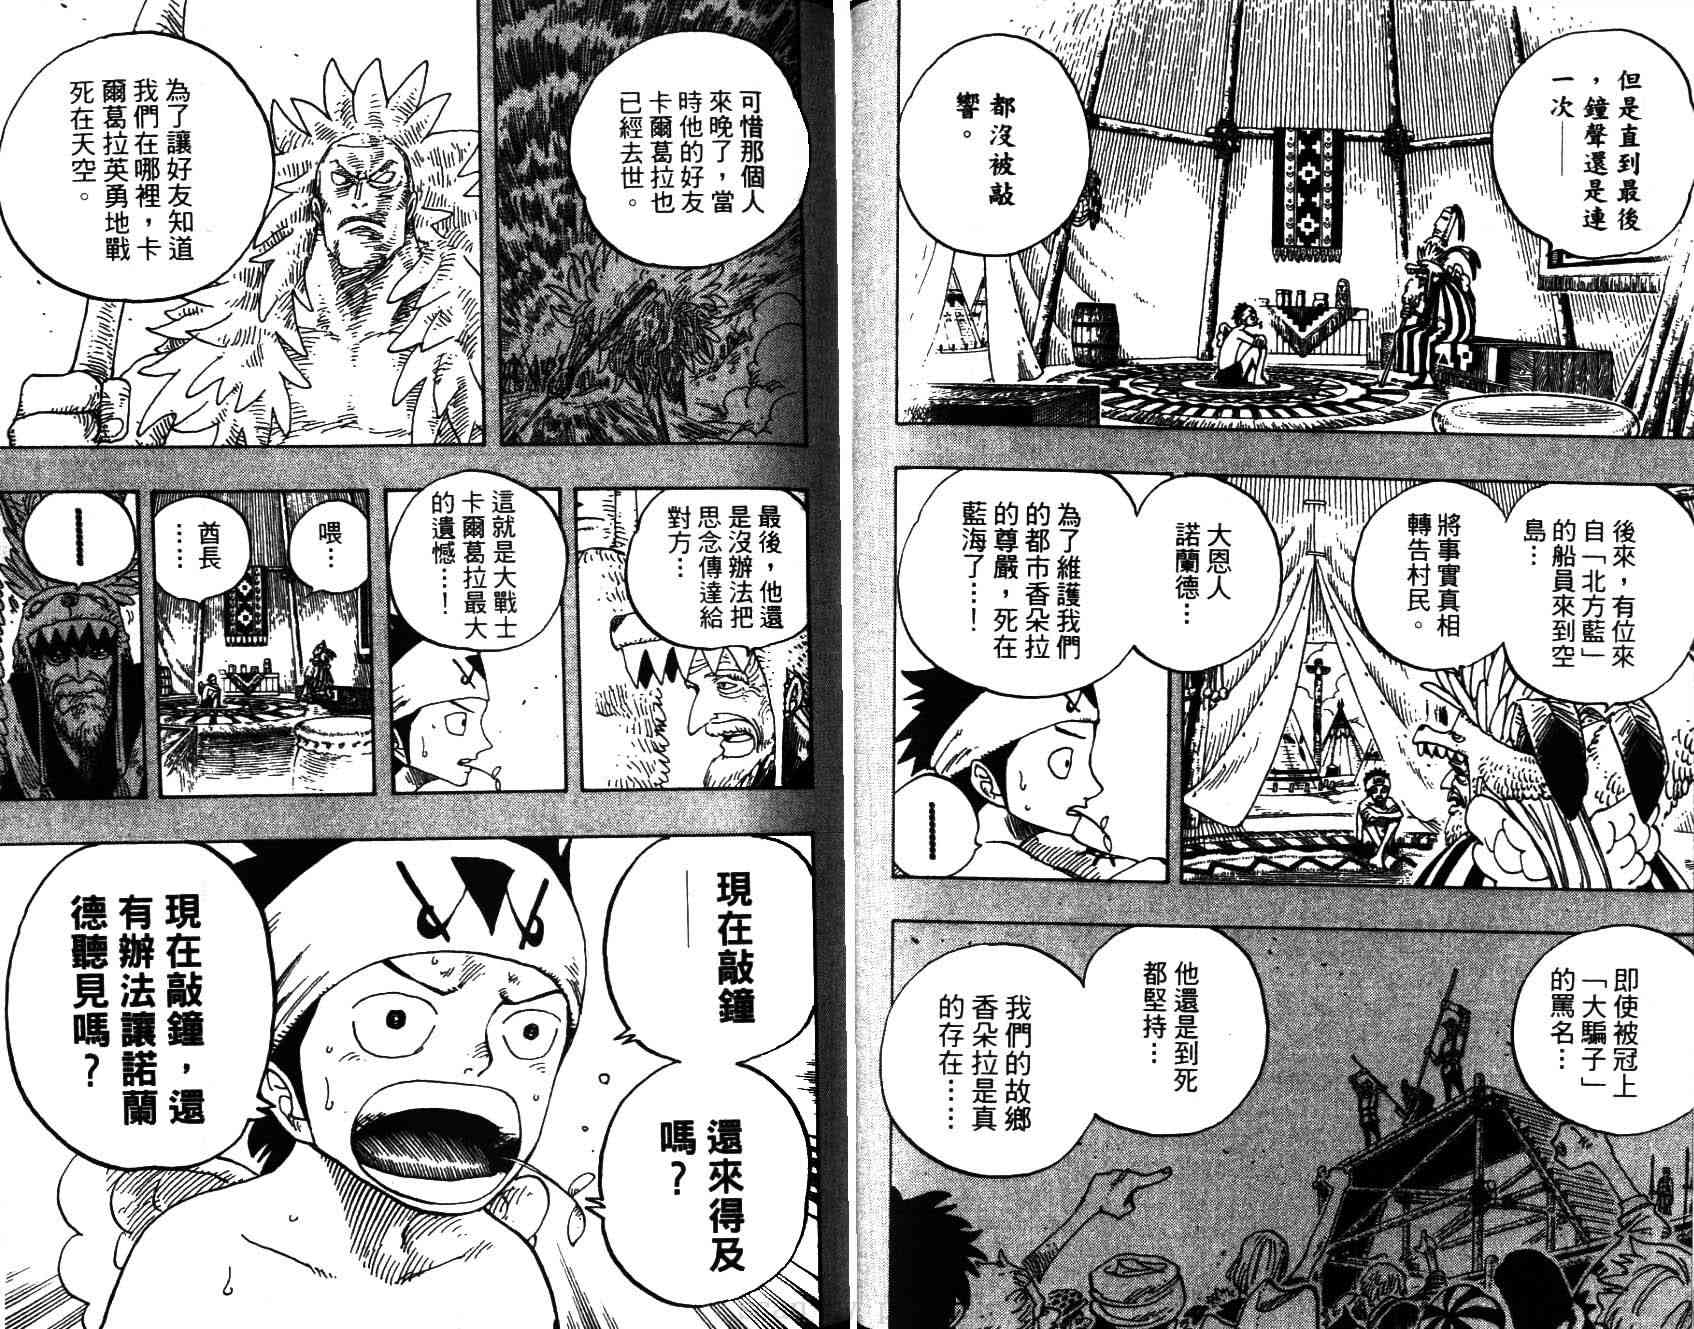 但是直到最後
，鐘聲還是連
一次——
都沒被敲
響。
後來，有位來
自「北方藍」
的船員來到空
島…
將事實真相
轉告村民。
大恩人
諾蘭德…
為了維護我們
的都市香朵拉
的尊嚴，死在
藍海了…！
………
即使被冠上
「大騙子」
的罵名…
他還是到死
都堅持…
我們的故鄉
香朵拉是真
的存在……
可惜那個人
來晚了，當
時他的好友
卡爾葛拉也
已經去世。
為了讓好友知道
我們在哪裡，卡
爾葛拉英勇地戰
死在天空。
最後，他還
是沒辦法把
思念傳達給
對方…
這就是大戰士
卡爾葛拉最大
的遺憾…！
喂…
酋長
……
………
現在敲鐘
——
還來得及
嗎？
現在敲鐘，還
有辦法讓諾蘭
德聽見嗎？